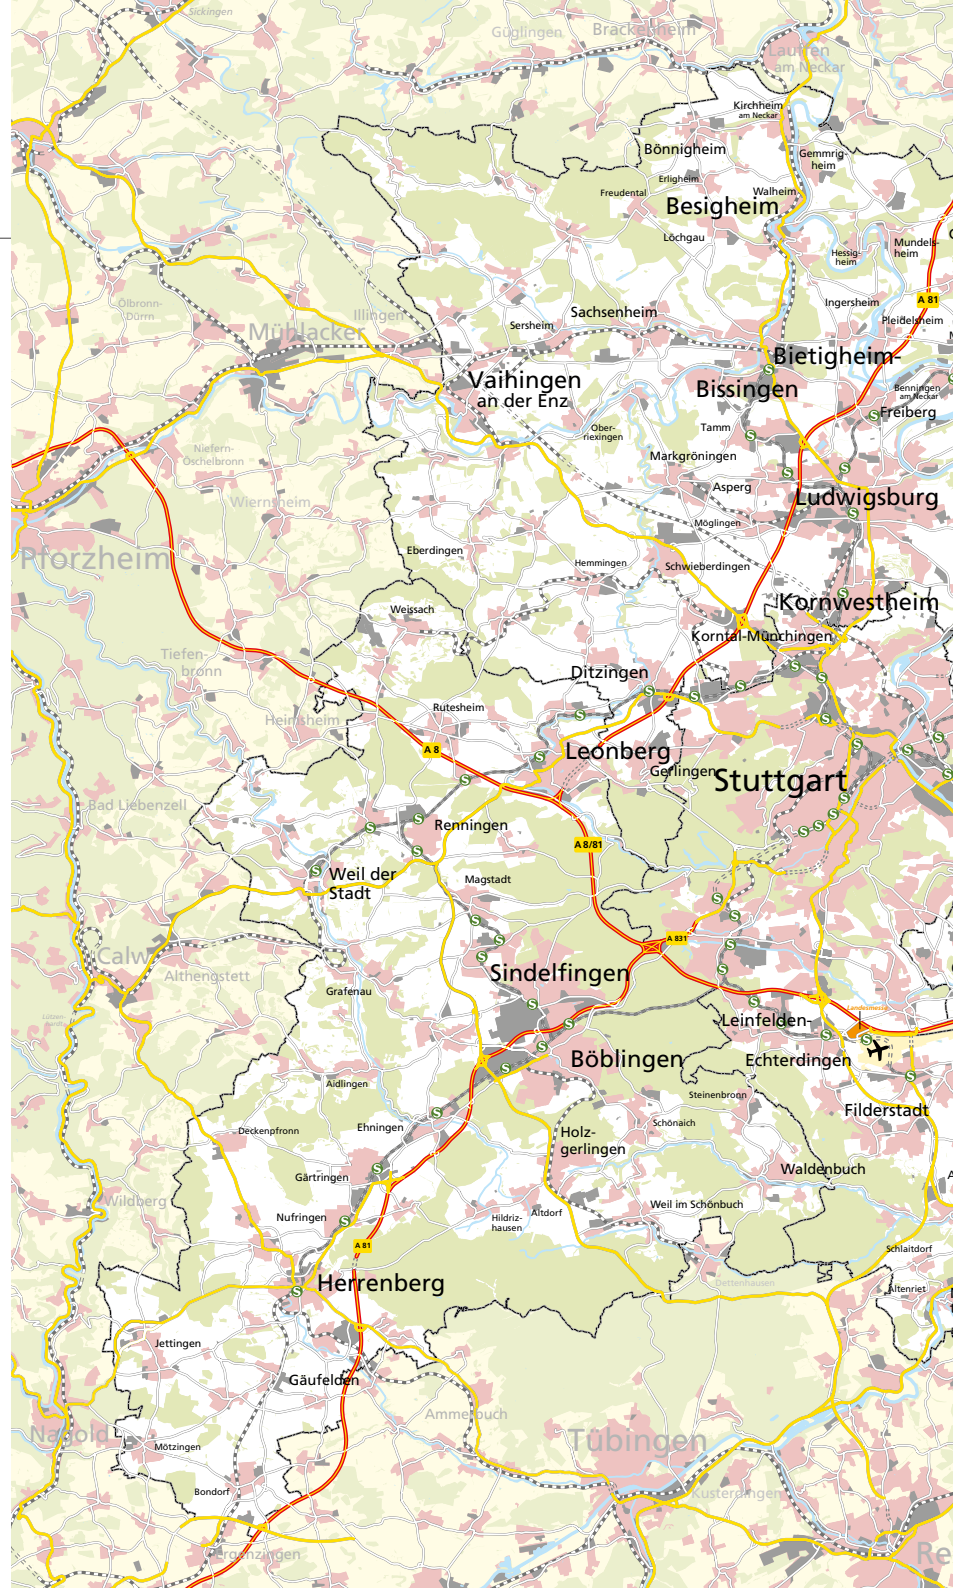 Sickingen
Güglingen
Brackenheim
Lauffen
am Neckar
Kirchheim
am Neckar
Bönnigheim
Gemmrig-
heim
Erligheim
Freudental
Walheim
Besigheim
Löchgau
Hessig-
heim
Mundels-
heim
Ölbronn-
Dürrn
Illingen
Mühlacker
Sersheim
Sachsenheim
Ingersheim
A 81
Pleidelsheim
Bietigheim-
Bissingen
Vaihingen
an der Enz
Benningen
am Neckar
Freiberg
Ober-
riexingen
Tamm
Markgröningen
Niefern-
Öschelbronn
Asperg
Ludwigsburg
Wiernsheim
Möglingen
Pforzheim
Eberdingen
Hemmingen
Schwieberdingen
Weissach
Kornwestheim
Korntal-Münchingen
Tiefen-
bronn
Ditzingen
Heimsheim
Rutesheim
A 8
Leonberg
Gerlingen
Stuttgart
Bad Liebenzell
Renningen
A 8/81
Weil der
Stadt
Magstadt
A 831
Calw
Althengstett
Sindelfingen
Grafenau
Landesmesse
Leinfelden-
Echterdingen
Böblingen
Aidlingen
Steinenbronn
Filderstadt
Deckenpfronn
Ehningen
Holz-
gerlingen
Schönaich
Waldenbuch
Gärtringen
Wildberg
Nufringen
Hildriz-
hausen
Altdorf
Weil im Schönbuch
A 81
Schlaitdorf
Herrenberg
Dettenhausen
Altenriet
Jettingen
Gäufelden
Ammerbuch
Nagold
Mötzingen
Tübingen
Bondorf
Kusterdingen
Re